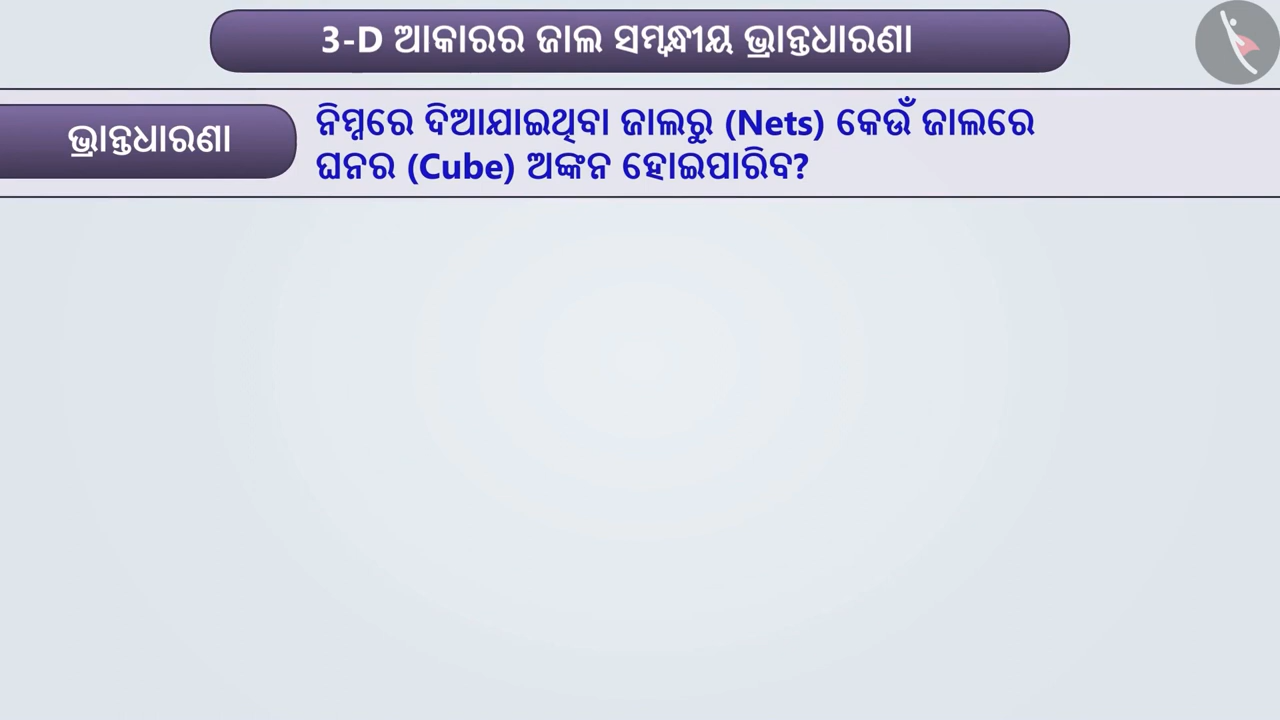 3-D ଆକାରର ଜାଲ ସମ୍ବନ୍ଧୀୟ ଭ୍ରାନ୍ତଧାରଣା
ଭ୍ରାନ୍ତଧାରଣା
ନିମ୍ନରେ ଦିଆଯାଇଥିବା ଜାଲରୁ (Nets) କେଉଁ ଜାଲରେ
ଘନର (Cube) ଅଙ୍କନ ହୋଇପାରିବ?